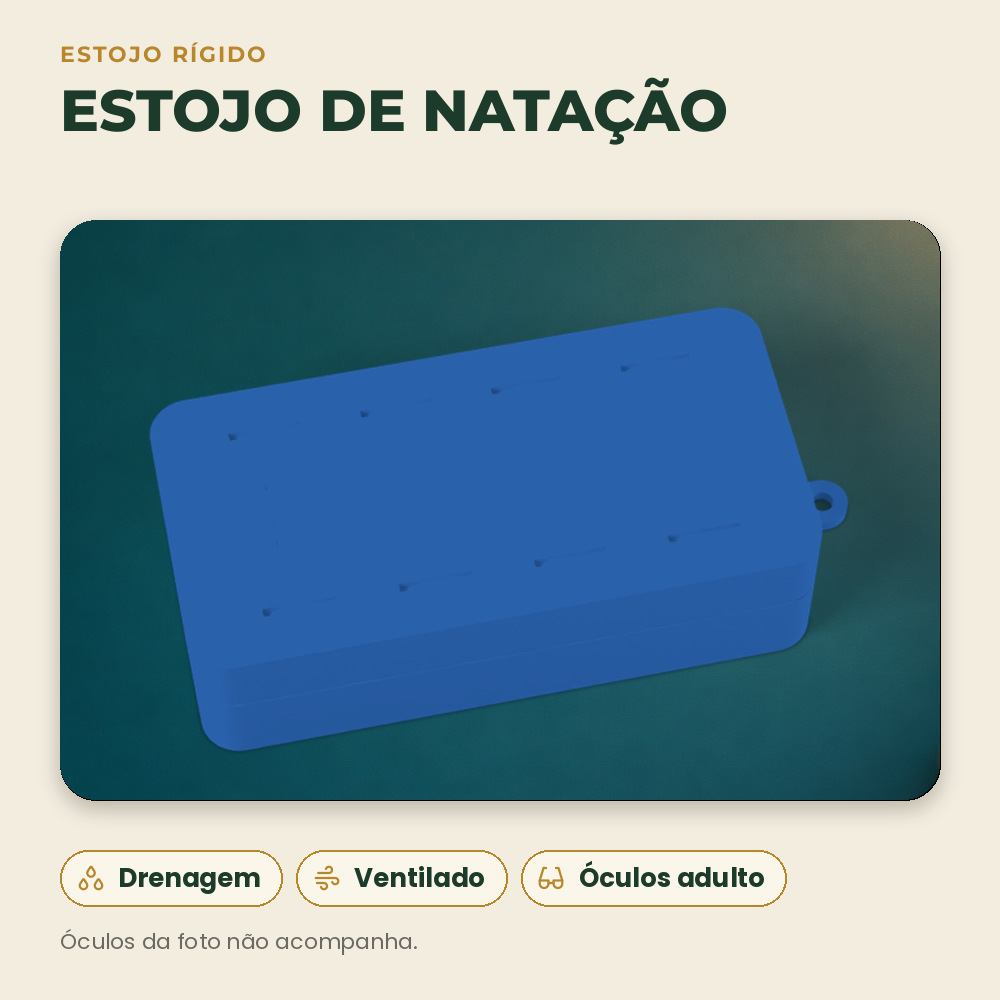 ESTOJO RÍGIDO
ESTOJO DE NATAÇÃO
Drenagem
Ventilado
Óculos adulto
Óculos da foto não acompanha.